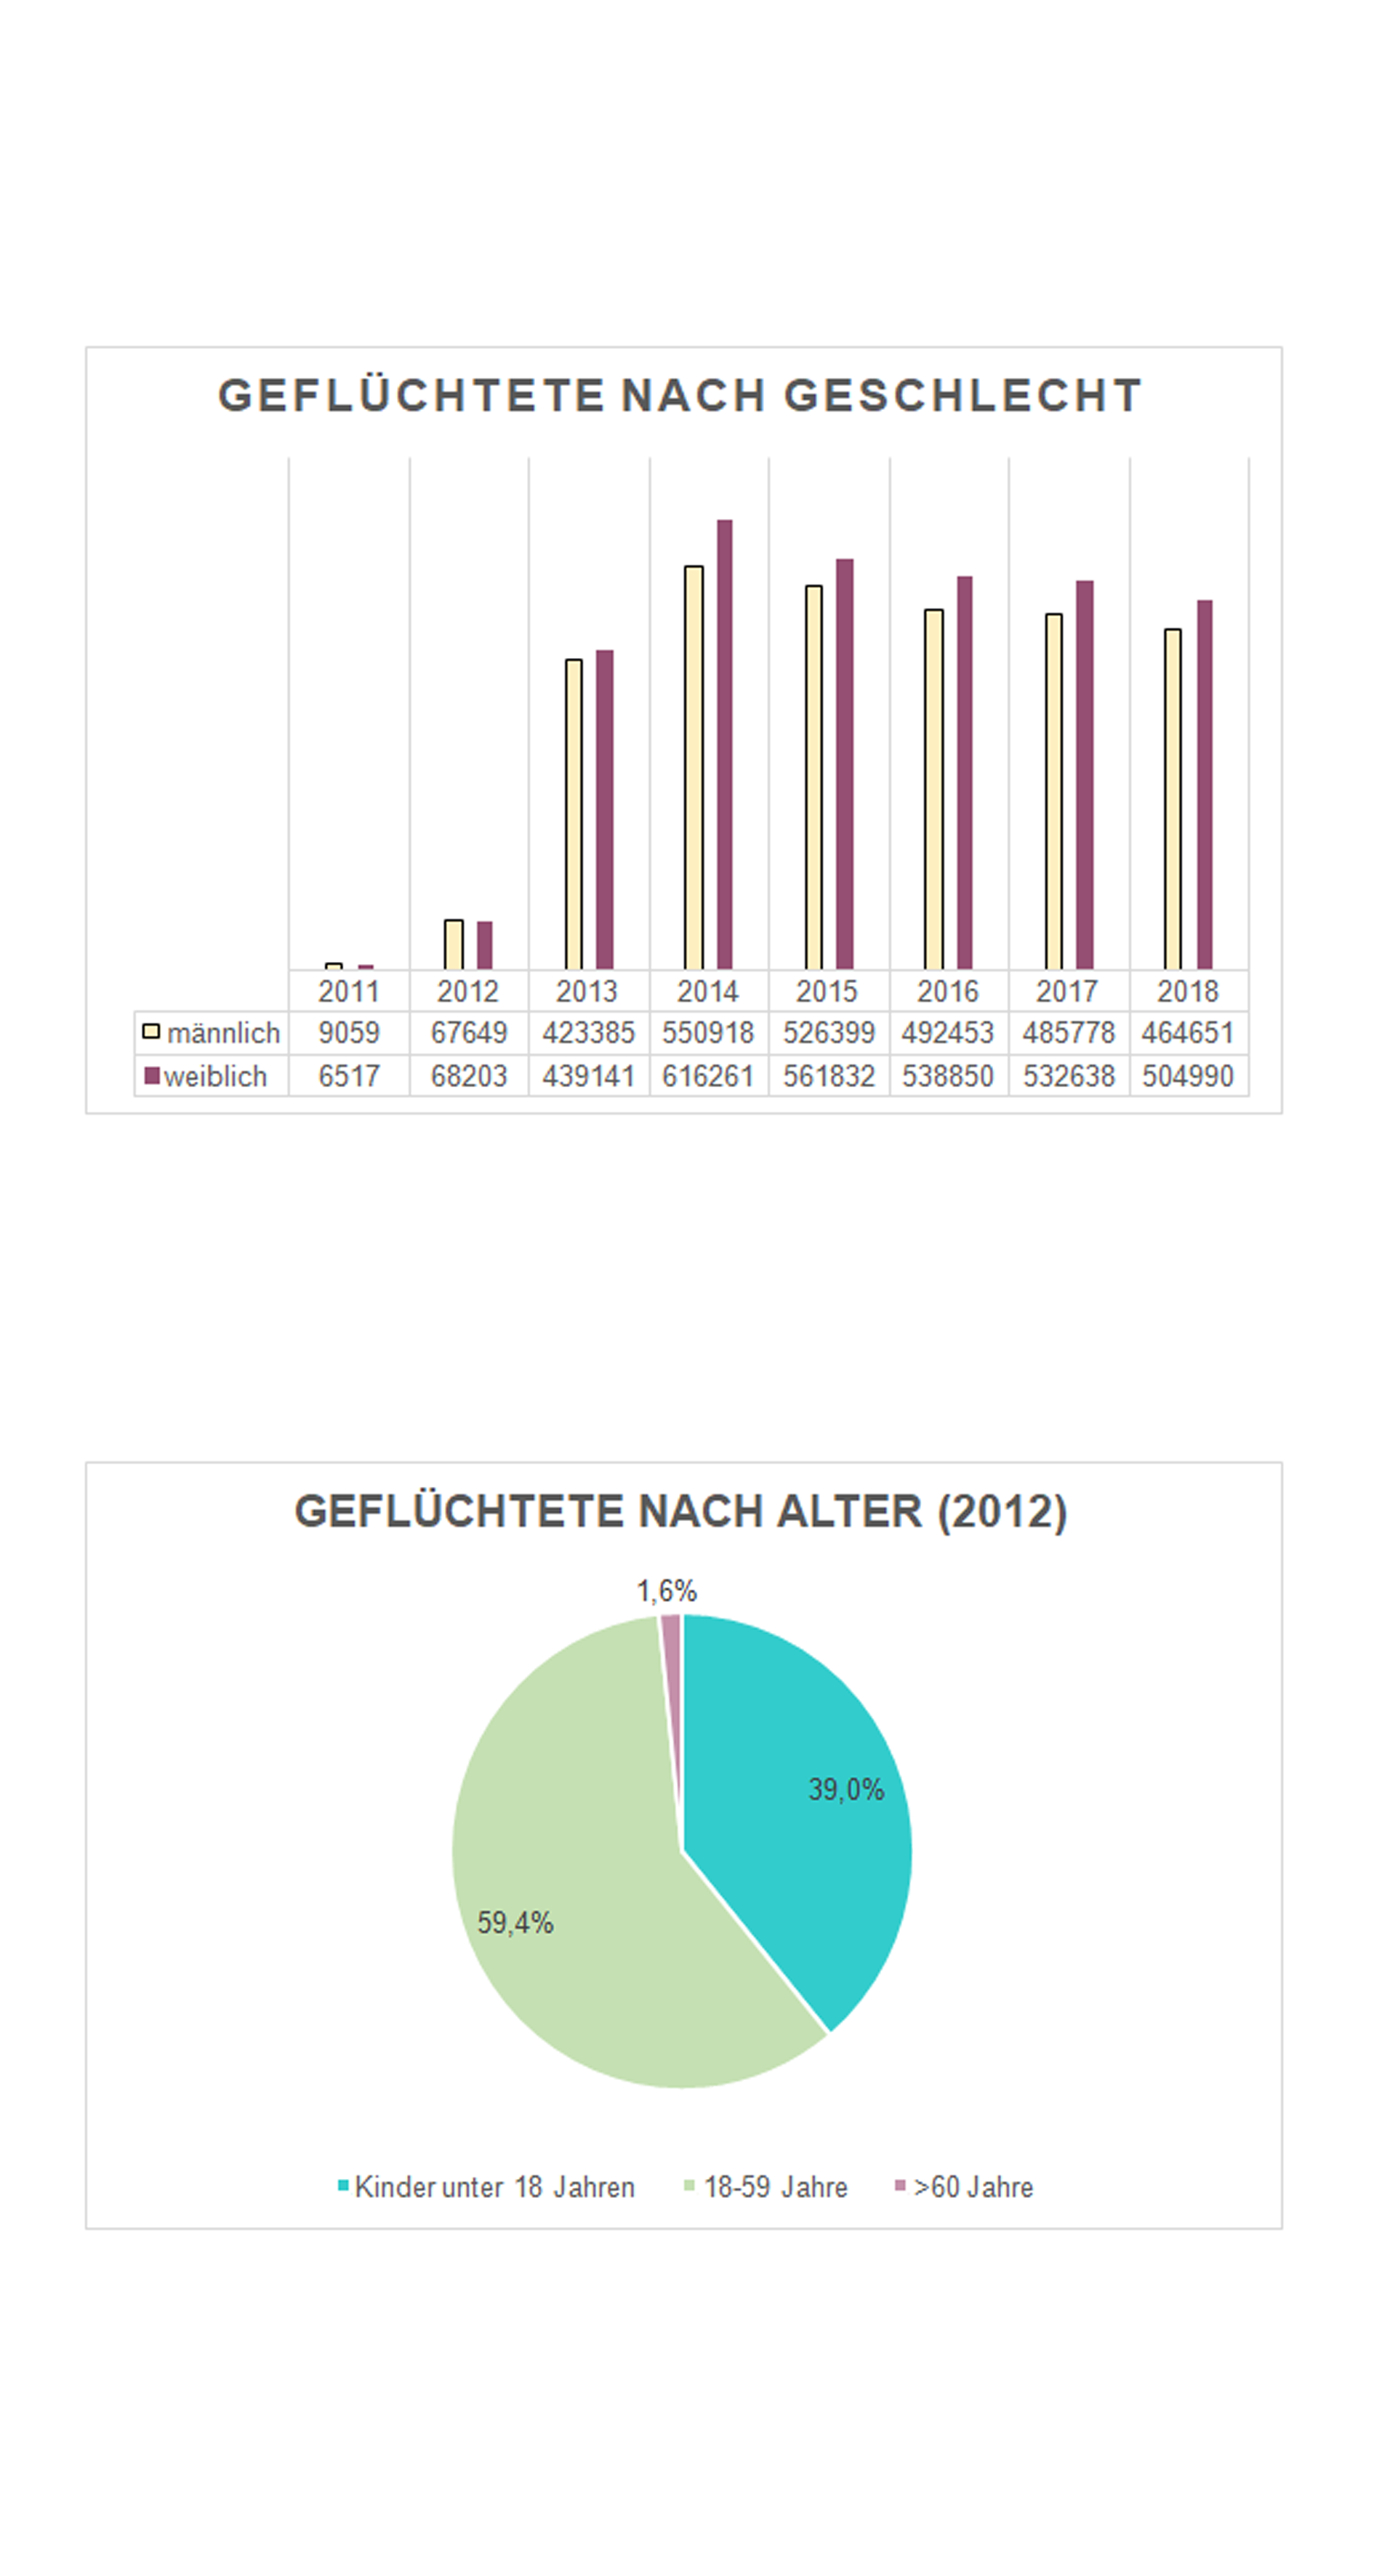 GEFLÜCHTETE NACH GESCHLECHT
2011 2012 2013 2014 2015 2016 2017 2018
männlich 9059 67649 423385 550918 526399 492453 485778 464651
weiblich 6517 68203 439141 616261 561832 538850 532638 504990
GEFLÜCHTETE NACH ALTER (2012)
1,6%
39,0%
59,4%
Kinder unter 18 Jahren 18-59 Jahre >60 Jahre